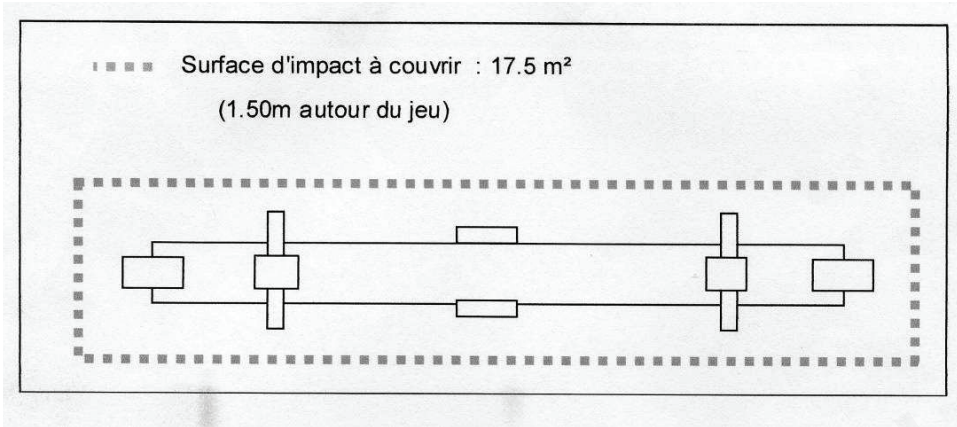 Surface d'impact à couvrir : 17.5 m²
(1.50m autour du jeu)